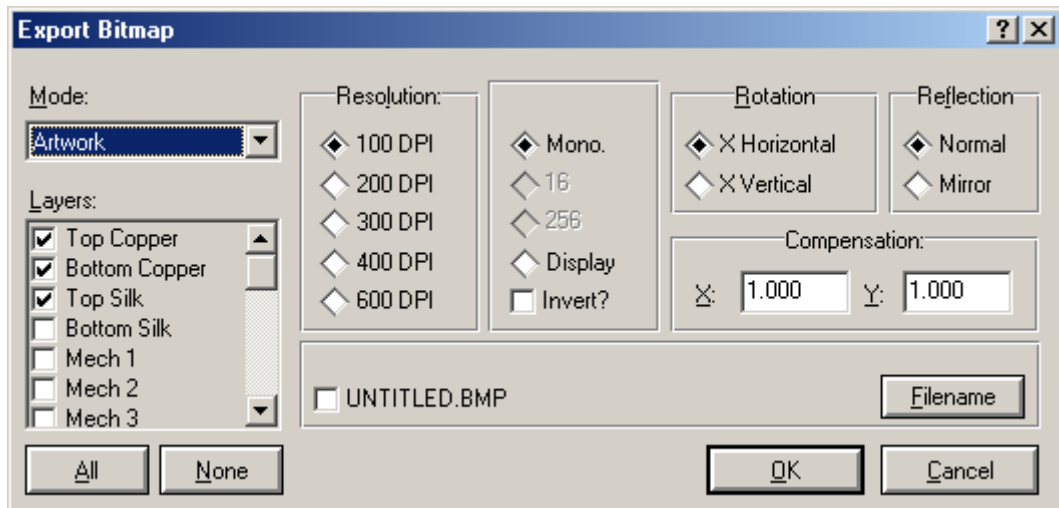 Export Bitmap
Mode:
Artwork
Layers:
Top Copper
Bottom Copper
Top Silk
Bottom Silk
Mech 1
Mech 2
Mech 3
All
None
Resolution:
100 DPI
200 DPI
300 DPI
400 DPI
600 DPI
Mono.
16
256
Display
Invert?
Rotation
X Horizontal
X Vertical
Reflection
Normal
Mirror
Compensation:
X: 1.000 Y: 1.000
UNTITLED.BMP
Filename
OK
Cancel